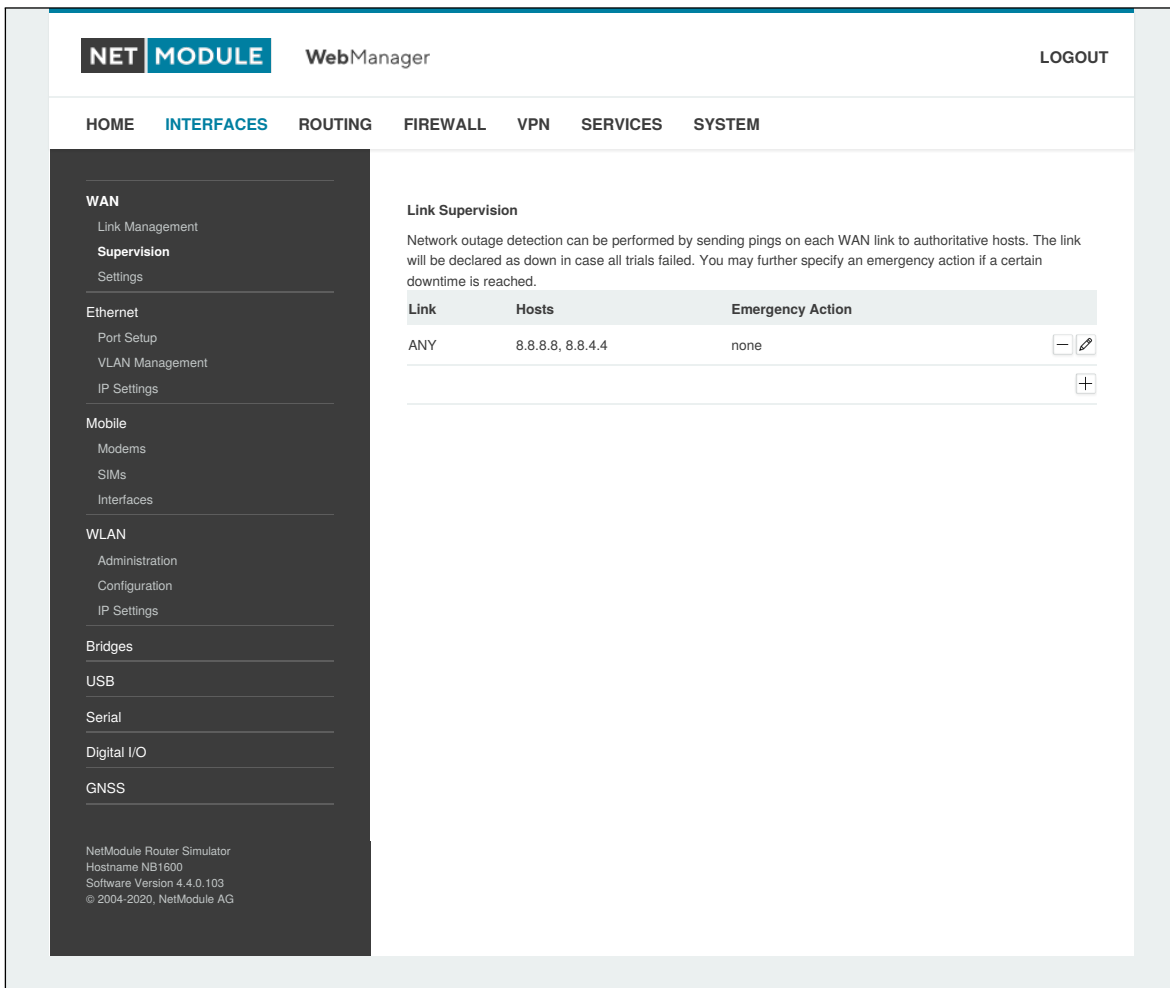 NET MODULE WebManager LOGOUT
HOME INTERFACES ROUTING FIREWALL VPN SERVICES SYSTEM
WAN
Link Management
Supervision
Settings
Ethernet
Port Setup
VLAN Management
IP Settings
Mobile
Modems
SIMs
Interfaces
WLAN
Administration
Configuration
IP Settings
Bridges
USB
Serial
Digital I/O
GNSS
NetModule Router Simulator
Hostname NB1600
Software Version 4.4.0.103
© 2004-2020, NetModule AG
Link Supervision
Network outage detection can be performed by sending pings on each WAN link to authoritative hosts. The link
will be declared as down in case all trials failed. You may further specify an emergency action if a certain
downtime is reached.
Link Hosts Emergency Action
ANY 8.8.8.8, 8.8.4.4 none